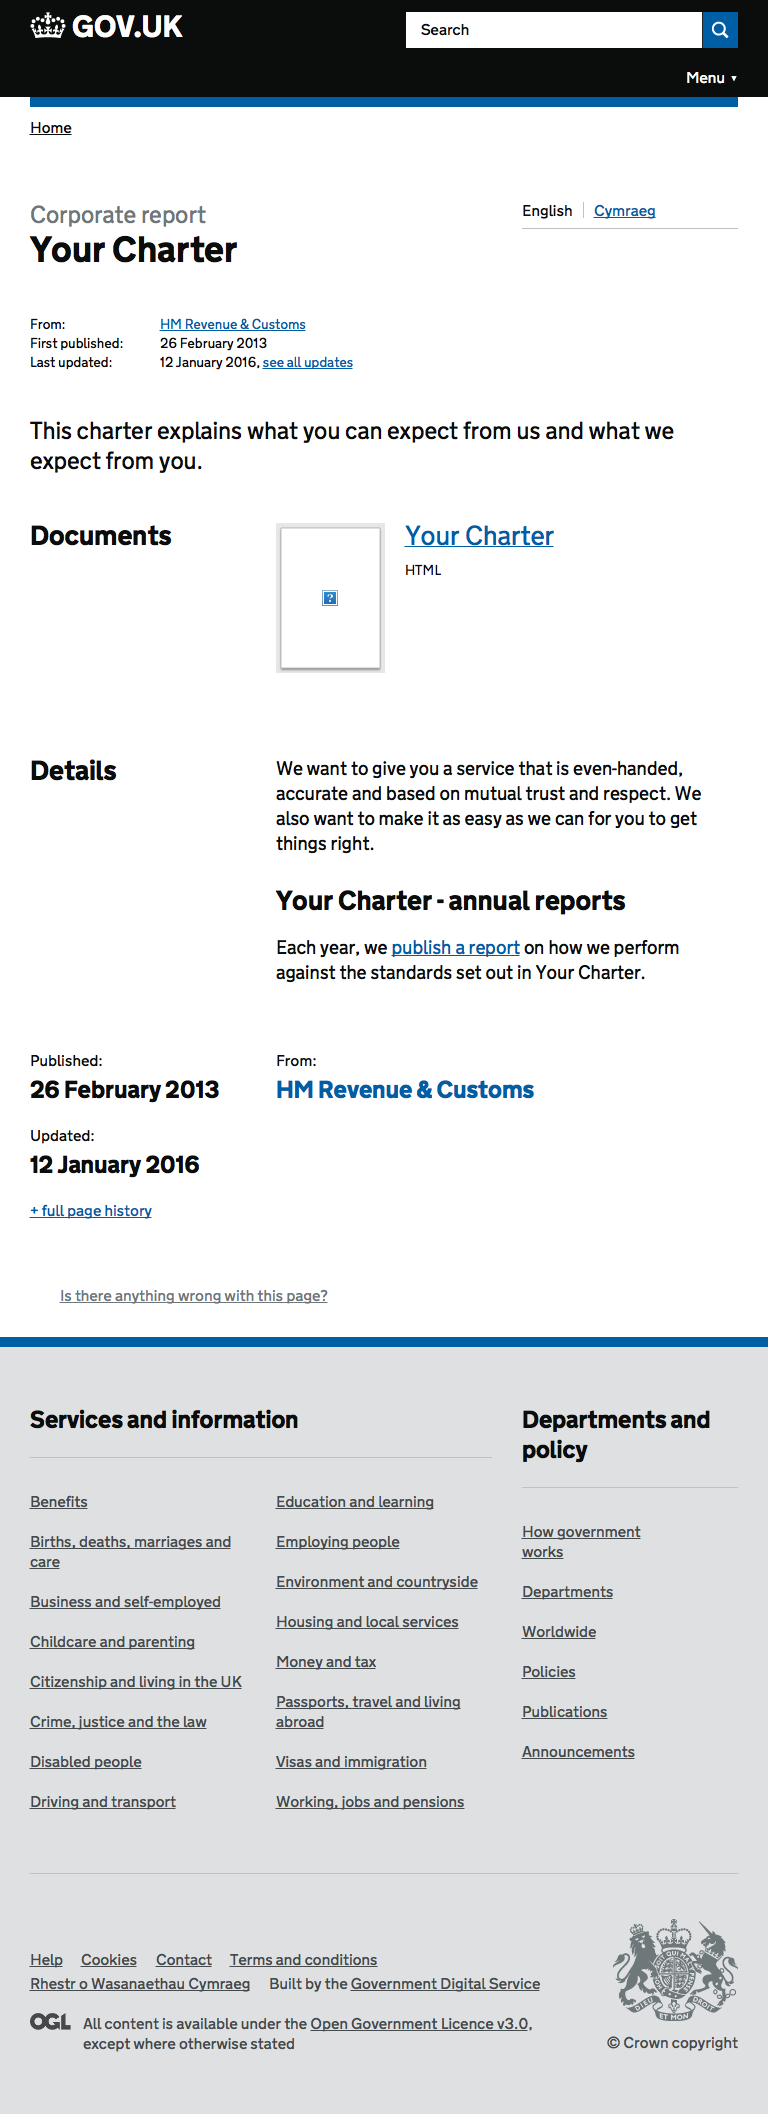 GOV.UK
Search
Menu ▼
Home
Corporate report
Your Charter
English
Cymraeg
From: HM Revenue & Customs
First published: 26 February 2013
Last updated: 12 January 2016, see all updates
This charter explains what you can expect from us and what we
expect from you.
Documents
Your Charter
HTML
Details
We want to give you a service that is even-handed,
accurate and based on mutual trust and respect. We
also want to make it as easy as we can for you to get
things right.
Your Charter - annual reports
Each year, we publish a report on how we perform
against the standards set out in Your Charter.
Published:
26 February 2013
From:
HM Revenue & Customs
Updated:
12 January 2016
+ full page history
Is there anything wrong with this page?
Services and information
Benefits
Births, deaths, marriages and
care
Business and self-employed
Childcare and parenting
Citizenship and living in the UK
Crime, justice and the law
Disabled people
Driving and transport
Education and learning
Employing people
Environment and countryside
Housing and local services
Money and tax
Passports, travel and living
abroad
Visas and immigration
Working, jobs and pensions
Departments and
policy
How government
works
Departments
Worldwide
Policies
Publications
Announcements
Help Cookies Contact Terms and conditions
Rhestr o Wasanaethau Cymraeg Built by the Government Digital Service
OGL
All content is available under the Open Government Licence v3.0,
except where otherwise stated
DIEU ET MON DROIT
© Crown copyright